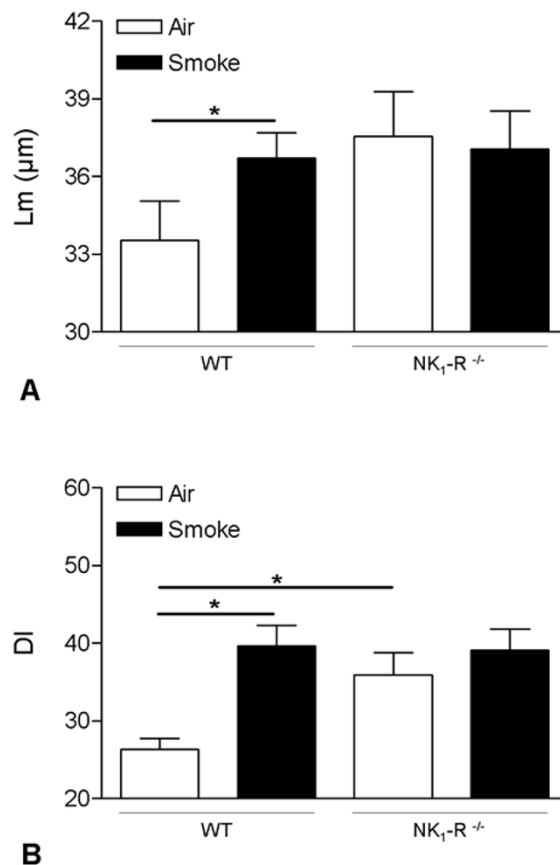 42
39
36
33
30
Lm (µm)
Air
Smoke
*
WT
NK₁-R ⁻/⁻
A
60
50
40
30
20
DI
Air
Smoke
*
*
WT
NK₁-R ⁻/⁻
B